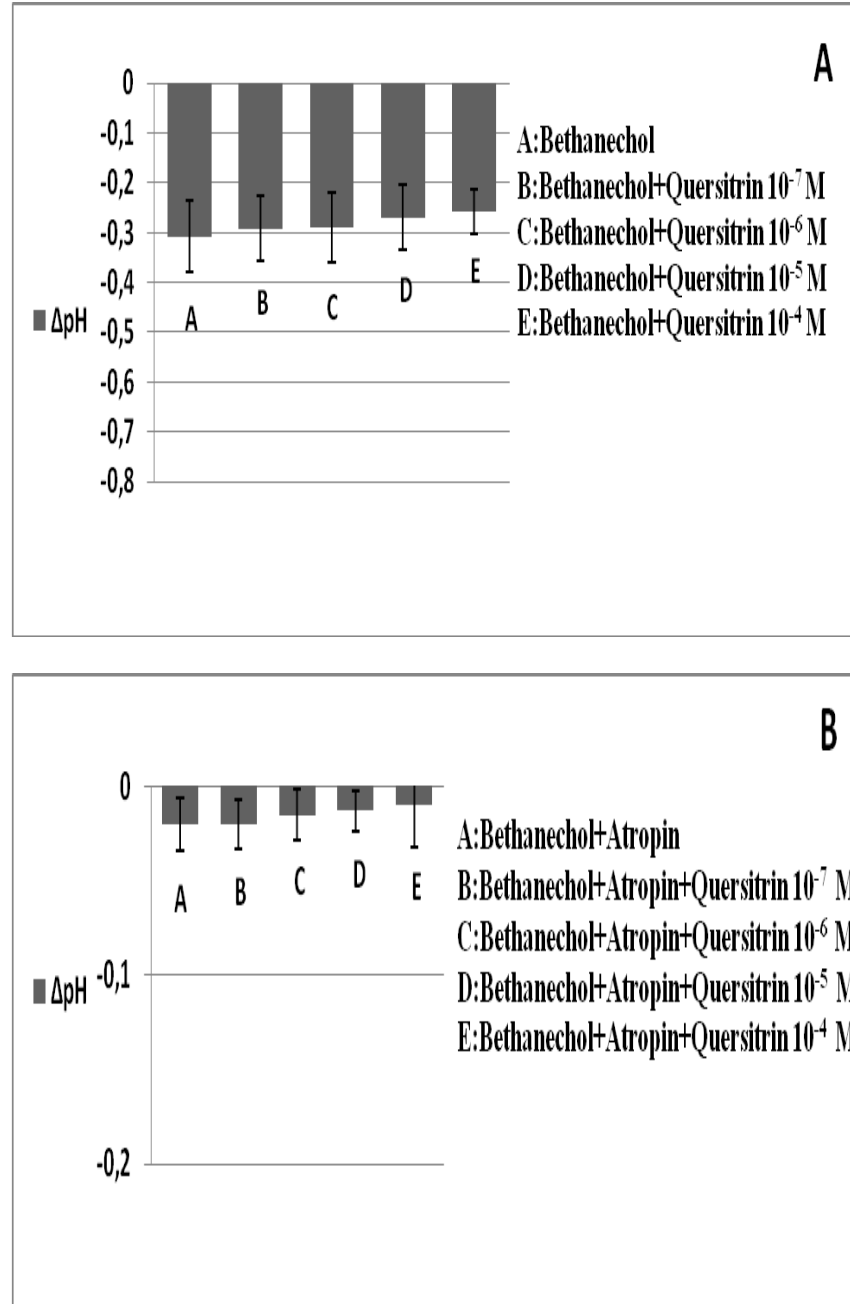 A
0
-0,1
-0,2
-0,3
-0,4
-0,5
-0,6
-0,7
-0,8
ΔpH
A B C D E
A:Bethanechol
B:Bethanechol+Quersitrin 10⁻⁷ M
C:Bethanechol+Quersitrin 10⁻⁶ M
D:Bethanechol+Quersitrin 10⁻⁵ M
E:Bethanechol+Quersitrin 10⁻⁴ M
B
0
-0,1
-0,2
ΔpH
A B C D E
A:Bethanechol+Atropin
B:Bethanechol+Atropin+Quersitrin 10⁻⁷ M
C:Bethanechol+Atropin+Quersitrin 10⁻⁶ M
D:Bethanechol+Atropin+Quersitrin 10⁻⁵ M
E:Bethanechol+Atropin+Quersitrin 10⁻⁴ M